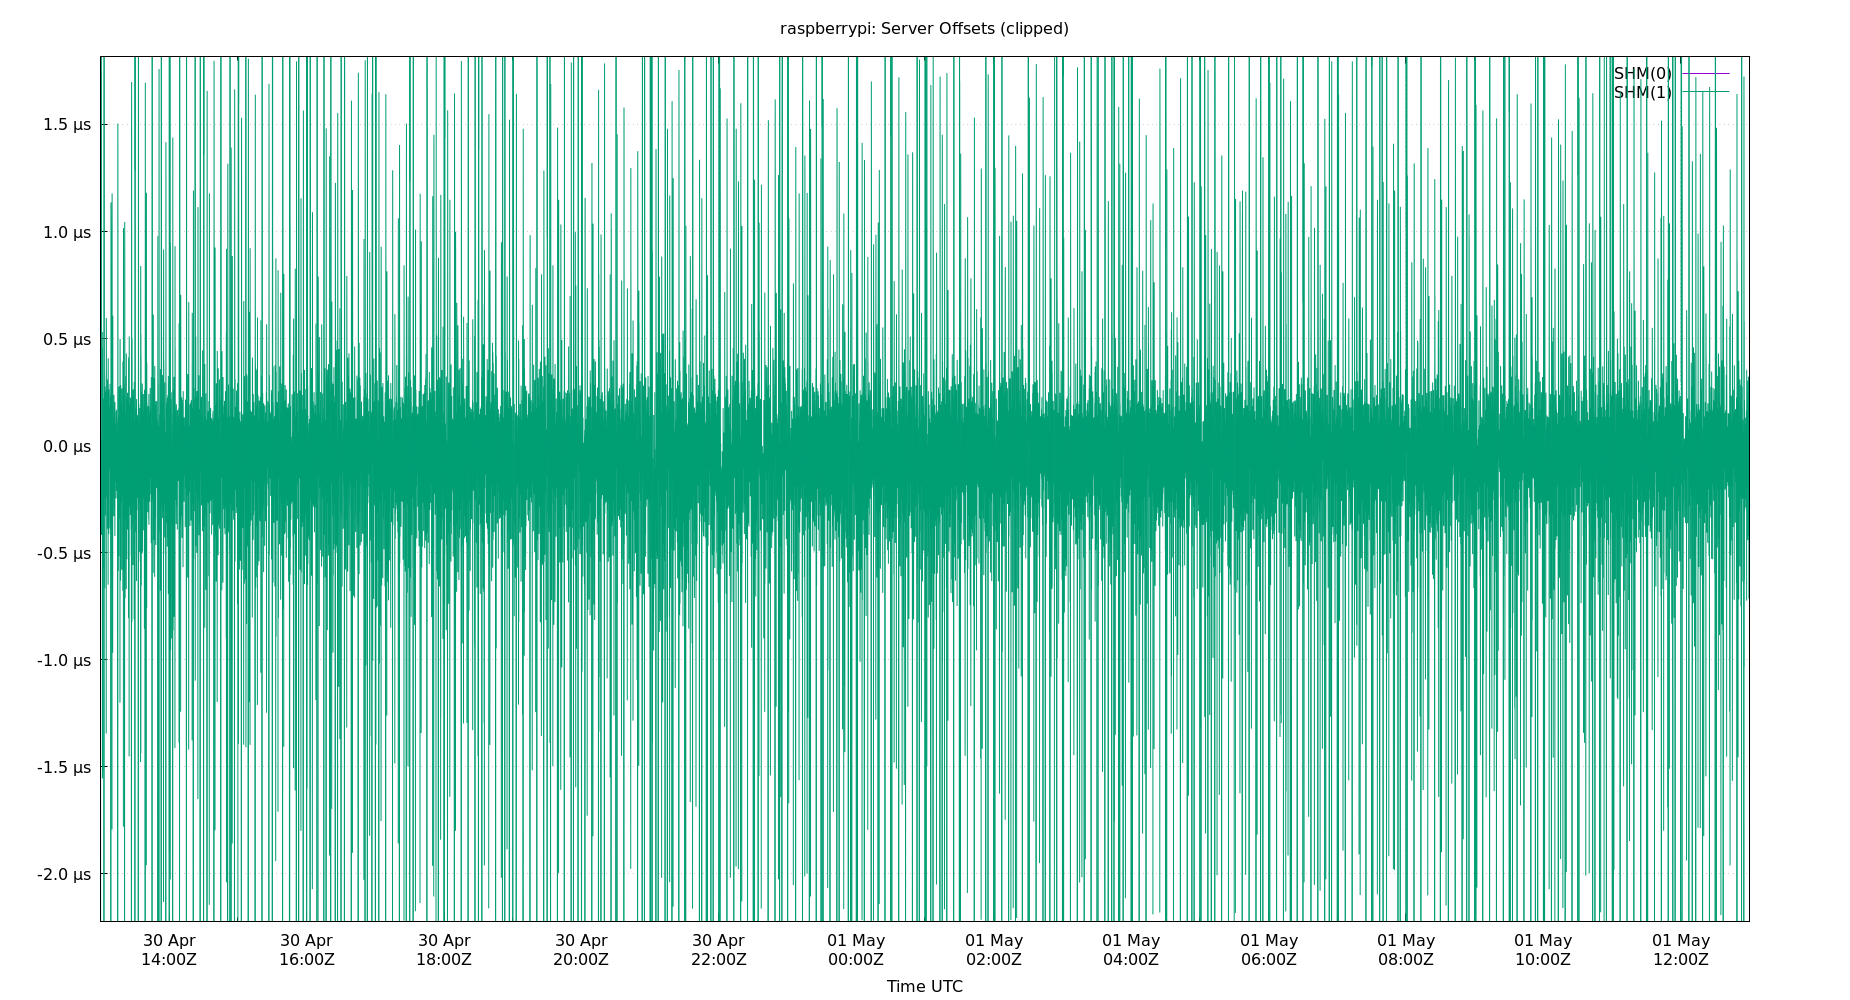 raspberrypi: Server Offsets (clipped)
SHM(0)
SHM(1)
1.5 µs
1.0 µs
0.5 µs
0.0 µs
-0.5 µs
-1.0 µs
-1.5 µs
-2.0 µs
30 Apr 30 Apr 30 Apr 30 Apr 30 Apr 01 May 01 May 01 May 01 May 01 May 01 May 01 May
14:00Z 16:00Z 18:00Z 20:00Z 22:00Z 00:00Z 02:00Z 04:00Z 06:00Z 08:00Z 10:00Z 12:00Z
Time UTC